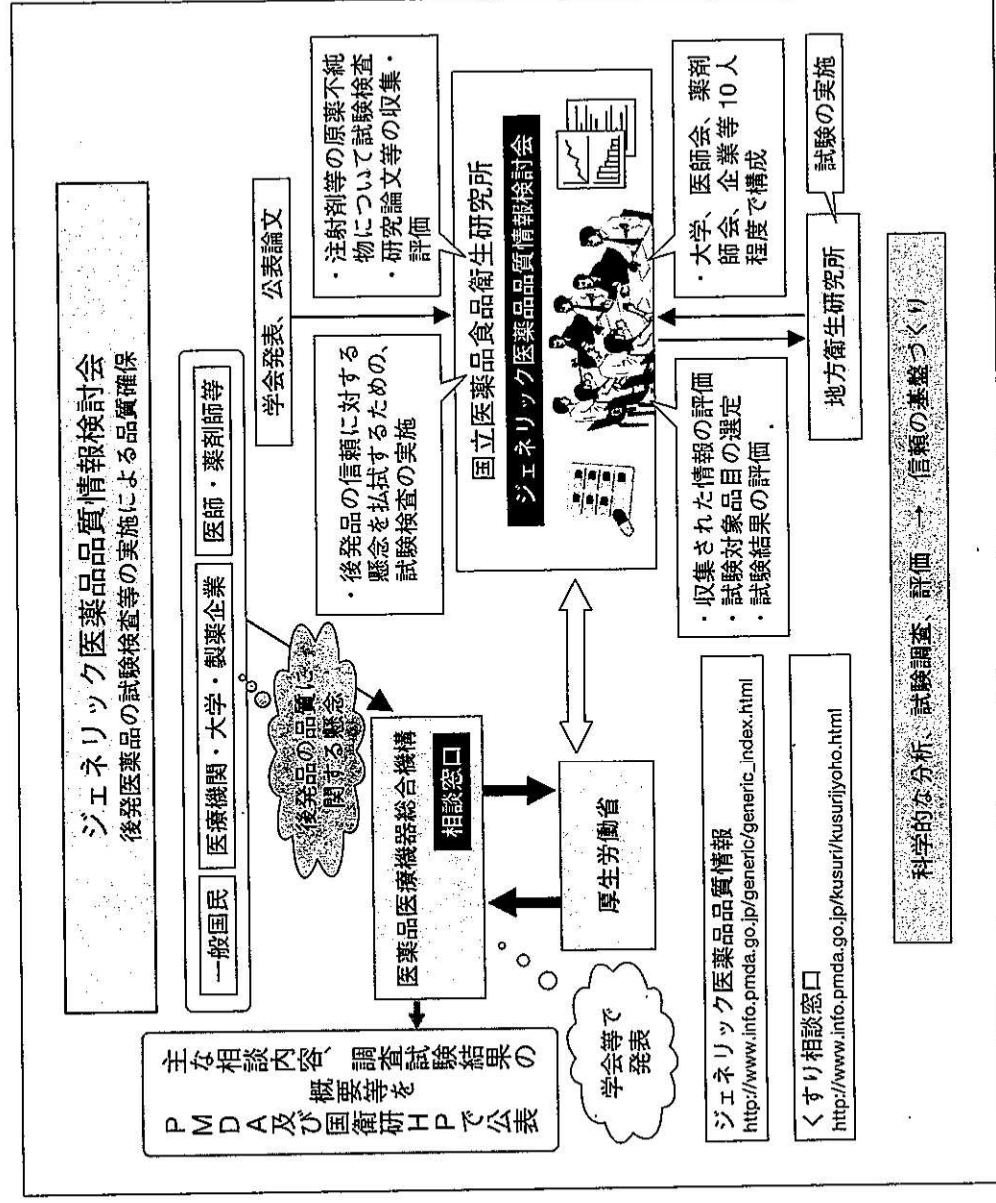 ジェネリック医薬品品質情報検討会
後発医薬品の試験検査等の実施による品質確保
一般国民
医療機関・大学・製薬企業
医師・薬剤師等
後発品の品質に
関する懸念
学会発表、公表論文
主な相談内容、調査試験結果の
概要等を
PMDA及び国衛研HPで公表
医薬品医療機器総合機構
相談窓口
・後発品の信頼に対する
懸念を払拭するための、
試験検査の実施
・注射剤等の原薬不純
物について試験検査
・研究論文等の収集・
評価
国立医薬品食品衛生研究所
ジェネリック医薬品品質情報検討会
厚生労働省
学会等で
発表
・収集された情報の評価
・試験対象品目の選定
・試験結果の評価
・大学、医師会、薬剤
師会、企業等10人
程度で構成
地方衛生研究所
試験の実施
ジェネリック医薬品品質情報
http://www.info.pmda.go.jp/generic/generic_index.html
くすり相談窓口
http://www.info.pmda.go.jp/kusuri/kusurijyoho.html
科学的な分析、試験調査、評価 → 信頼の基盤づくり